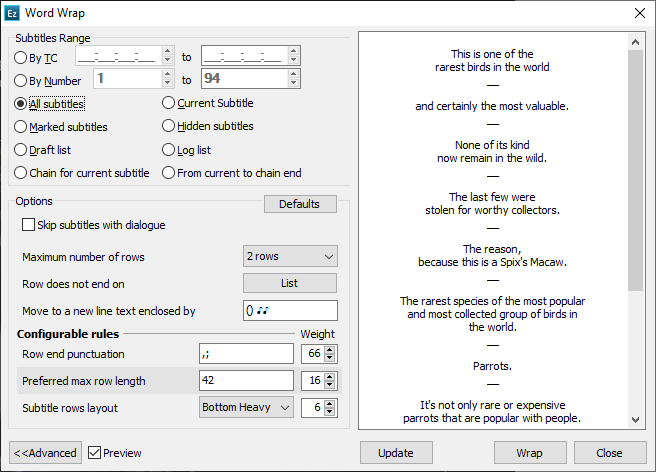 Ez Word Wrap
Subtitles Range
By TC __:__:__:__ to __:__:__:__
By Number 1 to 94
All subtitles Current Subtitle
Marked subtitles Hidden subtitles
Draft list Log list
Chain for current subtitle From current to chain end
Options Defaults
Skip subtitles with dialogue
Maximum number of rows 2 rows
Row does not end on List
Move to a new line text enclosed by () ♪♪
Configurable rules Weight
Row end punctuation ,; 66
Preferred max row length 42 16
Subtitle rows layout Bottom Heavy 6
<<Advanced Preview
This is one of the
rarest birds in the world
—
and certainly the most valuable.
—
None of its kind
now remain in the wild.
—
The last few were
stolen for worthy collectors.
—
The reason,
because this is a Spix's Macaw.
—
The rarest species of the most popular
and most collected group of birds in
the world.
—
Parrots.
—
It's not only rare or expensive
parrots that are popular with people.
Update Wrap Close